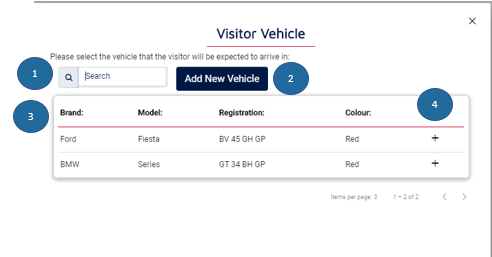 Visitor Vehicle
Please select the vehicle that the visitor will be expected to arrive in:
1 Search Add New Vehicle 2
3 4
Brand: Model: Registration: Colour:
Ford Fiesta BV 45 GH GP Red +
BMW Series GT 34 BH GP Red +
Items per page: 3 1 – 2 of 2